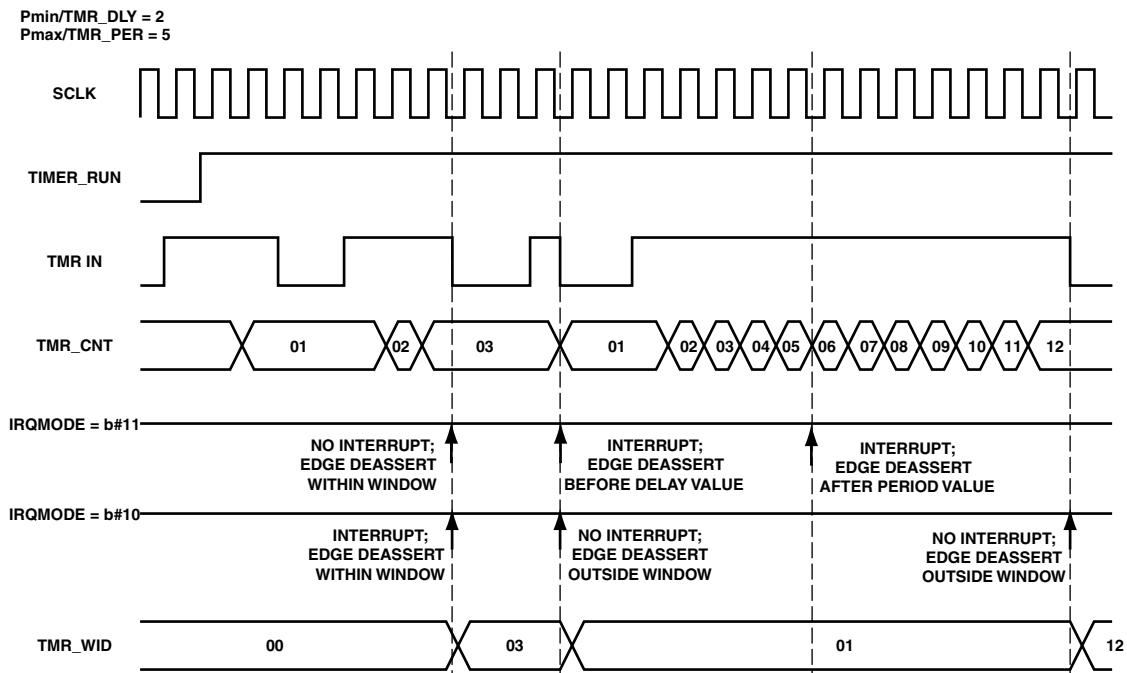 Pmin/TMR_DLY = 2
Pmax/TMR_PER = 5
SCLK
TIMER_RUN
TMR IN
TMR_CNT
01
02
03
01
02
03
04
05
06
07
08
09
10
11
12
IRQMODE = b#11
NO INTERRUPT;
EDGE DEASSERT
WITHIN WINDOW
INTERRUPT;
EDGE DEASSERT
BEFORE DELAY VALUE
INTERRUPT;
EDGE DEASSERT
AFTER PERIOD VALUE
IRQMODE = b#10
INTERRUPT;
EDGE DEASSERT
WITHIN WINDOW
NO INTERRUPT;
EDGE DEASSERT
OUTSIDE WINDOW
NO INTERRUPT;
EDGE DEASSERT
OUTSIDE WINDOW
TMR_WID
00
03
01
12